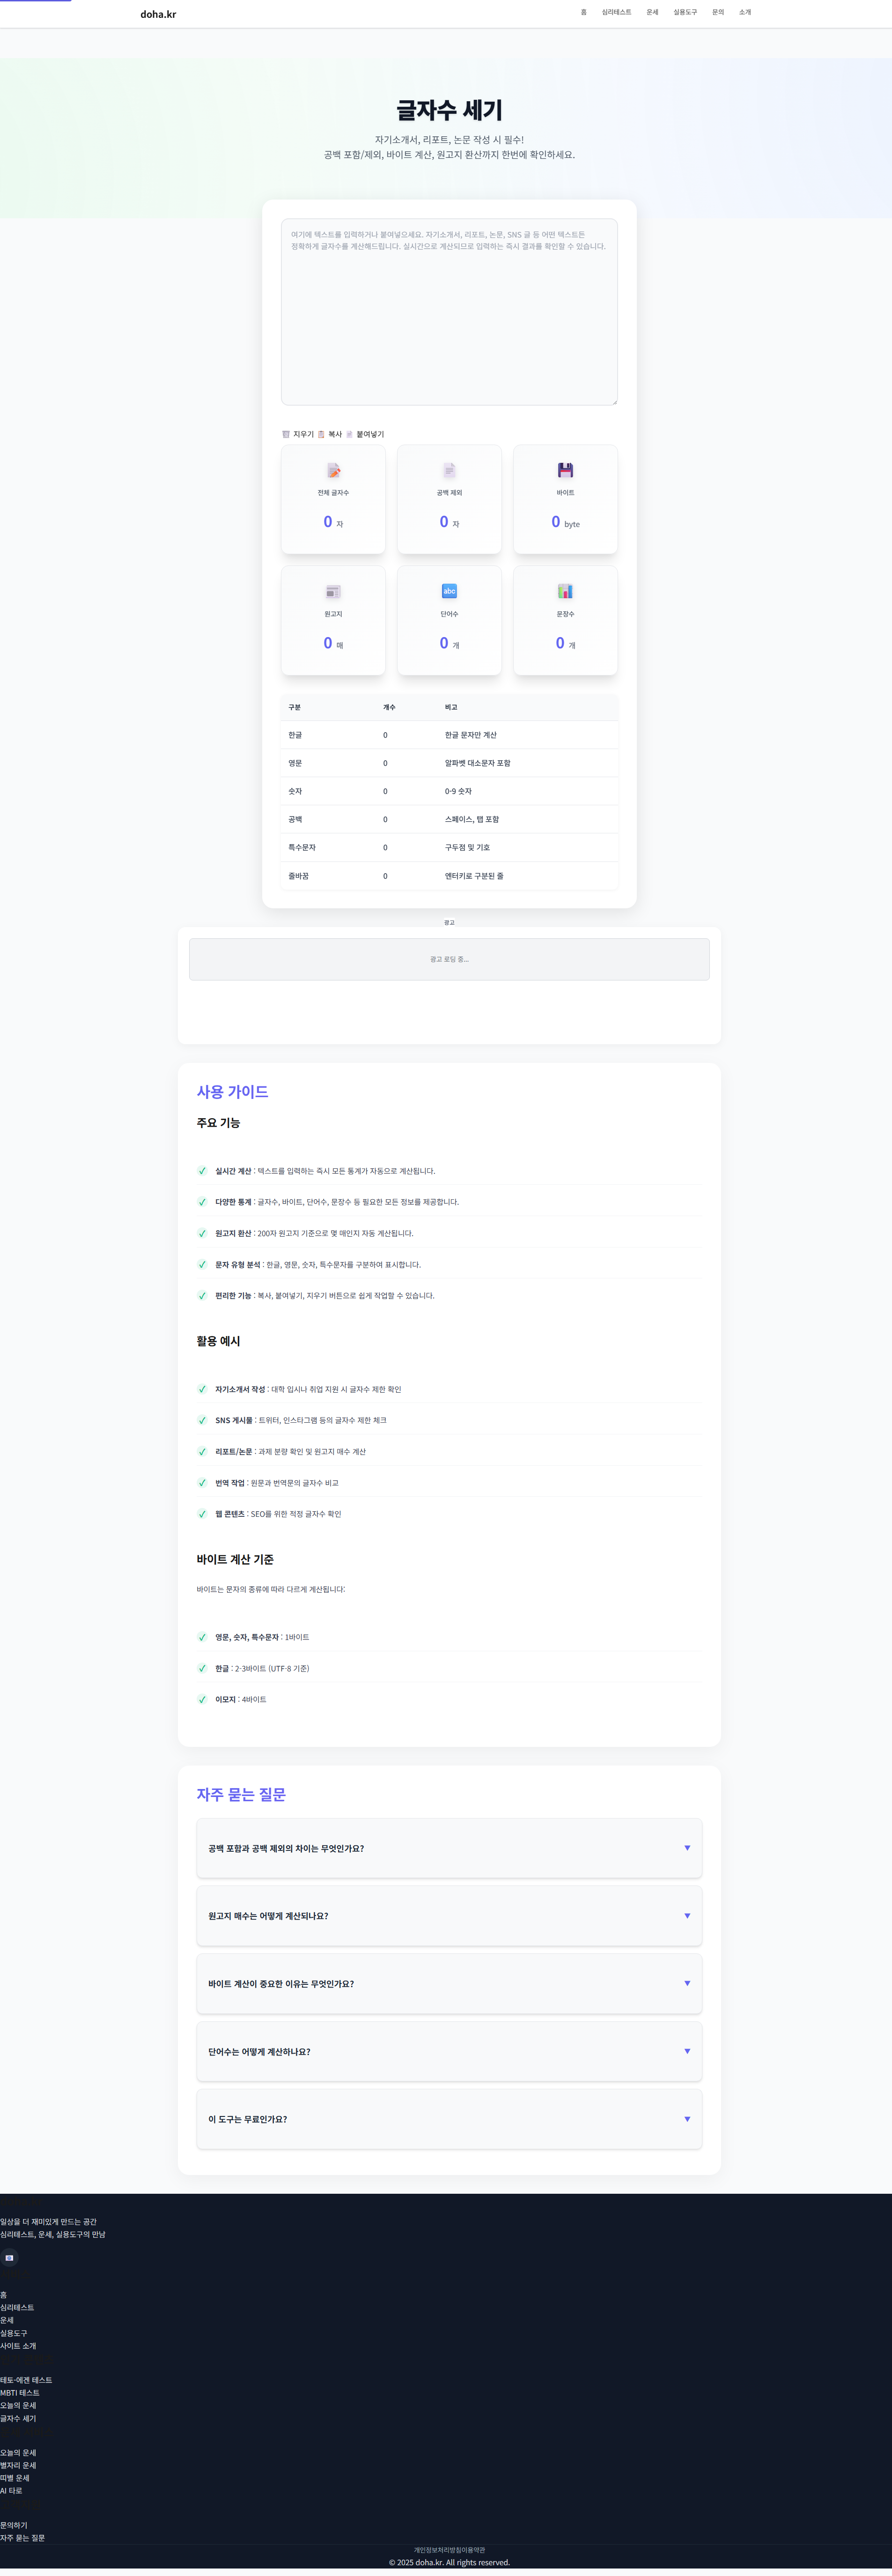 doha.kr
홈 심리테스트 운세 실용도구 문의 소개
글자수 세기
자기소개서, 리포트, 논문 작성 시 필수!
공백 포함/제외, 바이트 계산, 원고지 환산까지 한번에 확인하세요.
여기에 텍스트를 입력하거나 붙여넣으세요. 자기소개서, 리포트, 논문, SNS 글 등 어떤 텍스트든
정확하게 글자수를 계산해드립니다. 실시간으로 계산되므로 입력하는 즉시 결과를 확인할 수 있습니다.
지우기 복사 붙여넣기
전체 글자수 공백 제외 바이트
0 자 0 자 0 byte
abc
원고지 단어수 문장수
0 매 0 개 0 개
구분 개수 비고
한글 0 한글 문자만 계산
영문 0 알파벳 대소문자 포함
숫자 0 0-9 숫자
공백 0 스페이스, 탭 포함
특수문자 0 구두점 및 기호
줄바꿈 0 엔터키로 구분된 줄
광고
광고 로딩 중...
사용 가이드
주요 기능
✓ 실시간 계산 : 텍스트를 입력하는 즉시 모든 통계가 자동으로 계산됩니다.
✓ 다양한 통계 : 글자수, 바이트, 단어수, 문장수 등 필요한 모든 정보를 제공합니다.
✓ 원고지 환산 : 200자 원고지 기준으로 몇 매인지 자동 계산됩니다.
✓ 문자 유형 분석 : 한글, 영문, 숫자, 특수문자를 구분하여 표시합니다.
✓ 편리한 기능 : 복사, 붙여넣기, 지우기 버튼으로 쉽게 작업할 수 있습니다.
활용 예시
✓ 자기소개서 작성 : 대학 입시나 취업 지원 시 글자수 제한 확인
✓ SNS 게시물 : 트위터, 인스타그램 등의 글자수 제한 체크
✓ 리포트/논문 : 과제 분량 확인 및 원고지 매수 계산
✓ 번역 작업 : 원문과 번역문의 글자수 비교
✓ 웹 콘텐츠 : SEO를 위한 적정 글자수 확인
바이트 계산 기준
바이트는 문자의 종류에 따라 다르게 계산됩니다:
✓ 영문, 숫자, 특수문자 : 1바이트
✓ 한글 : 2-3바이트 (UTF-8 기준)
✓ 이모지 : 4바이트
자주 묻는 질문
공백 포함과 공백 제외의 차이는 무엇인가요? ▼
원고지 매수는 어떻게 계산되나요? ▼
바이트 계산이 중요한 이유는 무엇인가요? ▼
단어수는 어떻게 계산하나요? ▼
이 도구는 무료인가요? ▼
일상을 더 재미있게 만드는 공간
심리테스트, 운세, 실용도구의 만남
홈
심리테스트
운세
실용도구
사이트 소개
테토-에겐 테스트
MBTI 테스트
오늘의 운세
글자수 세기
오늘의 운세
별자리 운세
띠별 운세
AI 타로
문의하기
자주 묻는 질문
개인정보처리방침이용약관
© 2025 doha.kr. All rights reserved.